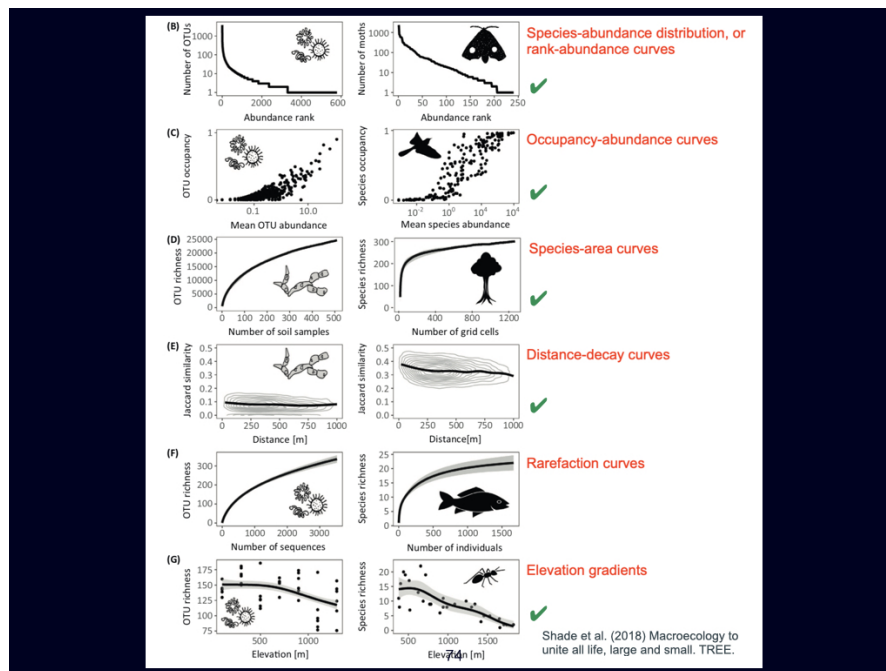 (B)
Number of OTUs
1000
100
10
1
0 2000 4000 600
Abundance rank
Number of moths
1000
100
10
1
0 50 100 150 200 250
Abundance rank
Species-abundance distribution, or
rank-abundance curves
✔
(C)
OTU occupancy
1
0
0.1 10.0
Mean OTU abundance
Species occupancy
1
0
10⁻² 10⁰ 10² 10⁴
Mean species abundance
Occupancy-abundance curves
✔
(D)
OTU richness
25000
20000
15000
10000
5000
0
0 100 200 300 400 500
Number of soil samples
Species richness
300
200
100
0
0 400 800 1200
Number of grid cells
Species-area curves
✔
(E)
Jaccard similarity
0.5
0.4
0.3
0.2
0.1
0.0
0 250 500 750 1000
Distance [m]
Jaccard similarity
0.5
0.4
0.3
0.2
0.1
0.0
0 250 500 750 1000
Distance[m]
Distance-decay curves
✔
(F)
OTU richness
300
200
100
0
0 1000 2000 3000
Number of sequences
Species richness
25
20
15
10
5
0
0 500 1000 1500
Number of individuals
Rarefaction curves
(G)
OTU richness
175
150
125
100
75
500 1000
Elevation [m]
Species richness
20
15
10
5
0
500 1000 1500
Elevation [m]
Elevation gradients
✔
74
Shade et al. (2018) Macroecology to
unite all life, large and small. TREE.